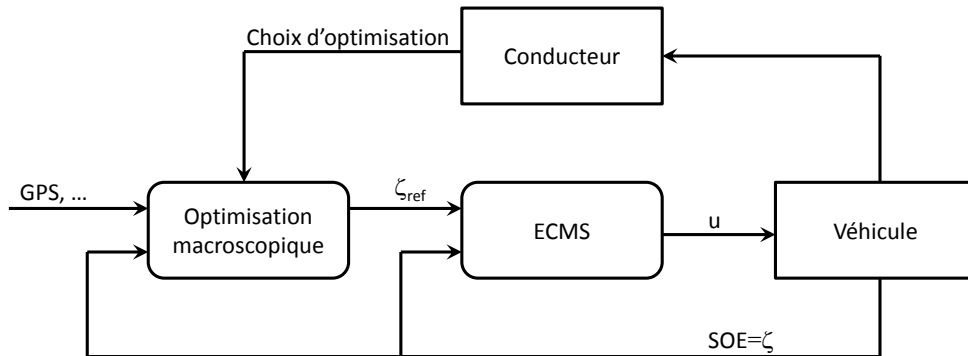 Choix d'optimisation
Conducteur
GPS, ...
Optimisation
macroscopique
ζref
ECMS
u
Véhicule
SOE=ζ